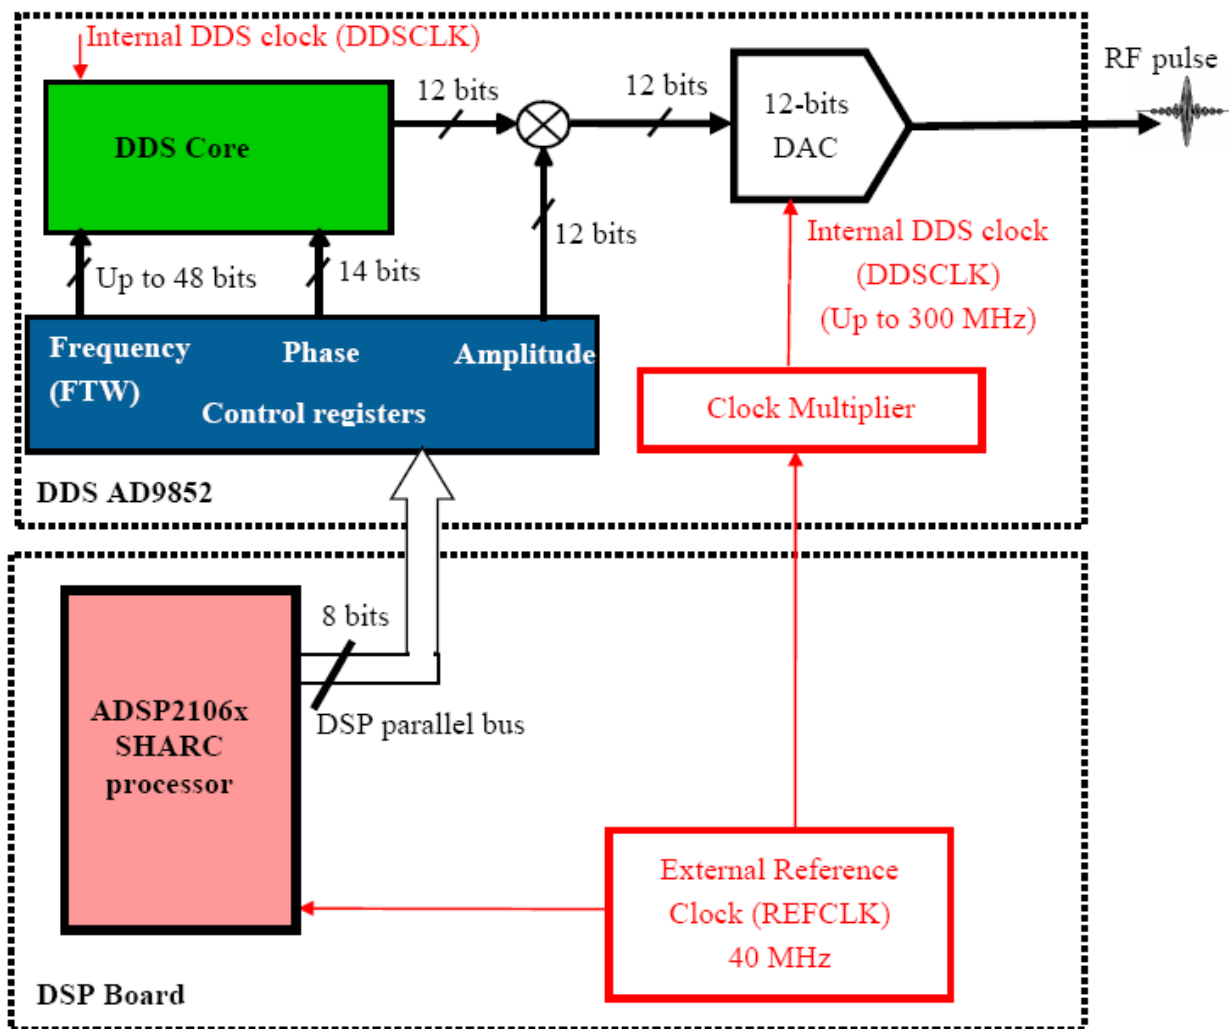 Internal DDS clock (DDSCLK)
RF pulse
12 bits
12 bits
12-bits
DAC
DDS Core
12 bits
Internal DDS clock
(DDSCLK)
(Up to 300 MHz)
Up to 48 bits
14 bits
Frequency
(FTW)
Phase
Amplitude
Control registers
Clock Multiplier
DDS AD9852
8 bits
DSP parallel bus
ADSP2106x
SHARC
processor
External Reference
Clock (REFCLK)
40 MHz
DSP Board